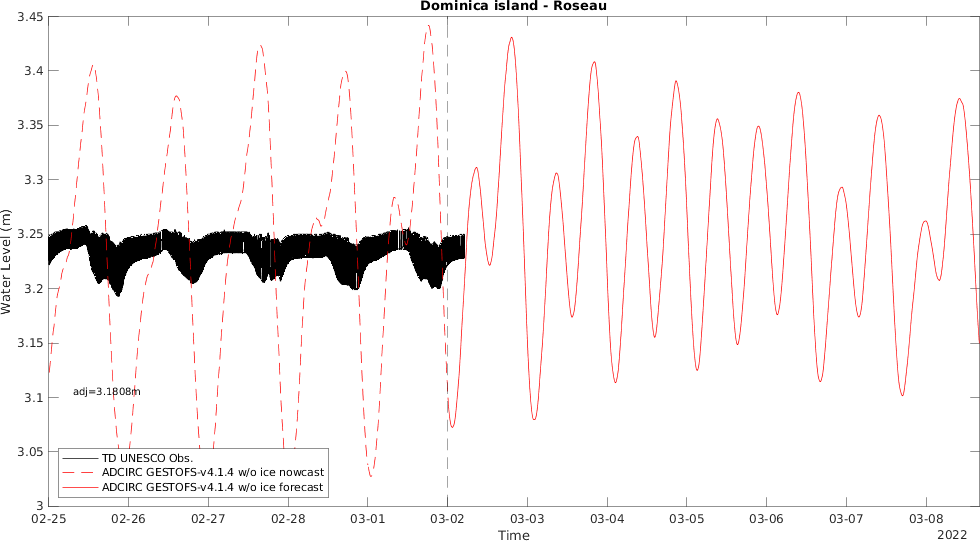 Dominica island - Roseau
3.45
3.4
3.35
3.3
3.25
3.2
3.15
3.1
3.05
3
Water Level (m)
adj=3.1808m
TD UNESCO Obs.
ADCIRC GESTOFS-v4.1.4 w/o ice nowcast
ADCIRC GESTOFS-v4.1.4 w/o ice forecast
02-25 02-26 02-27 02-28 03-01 03-02 03-03 03-04 03-05 03-06 03-07 03-08
Time
2022